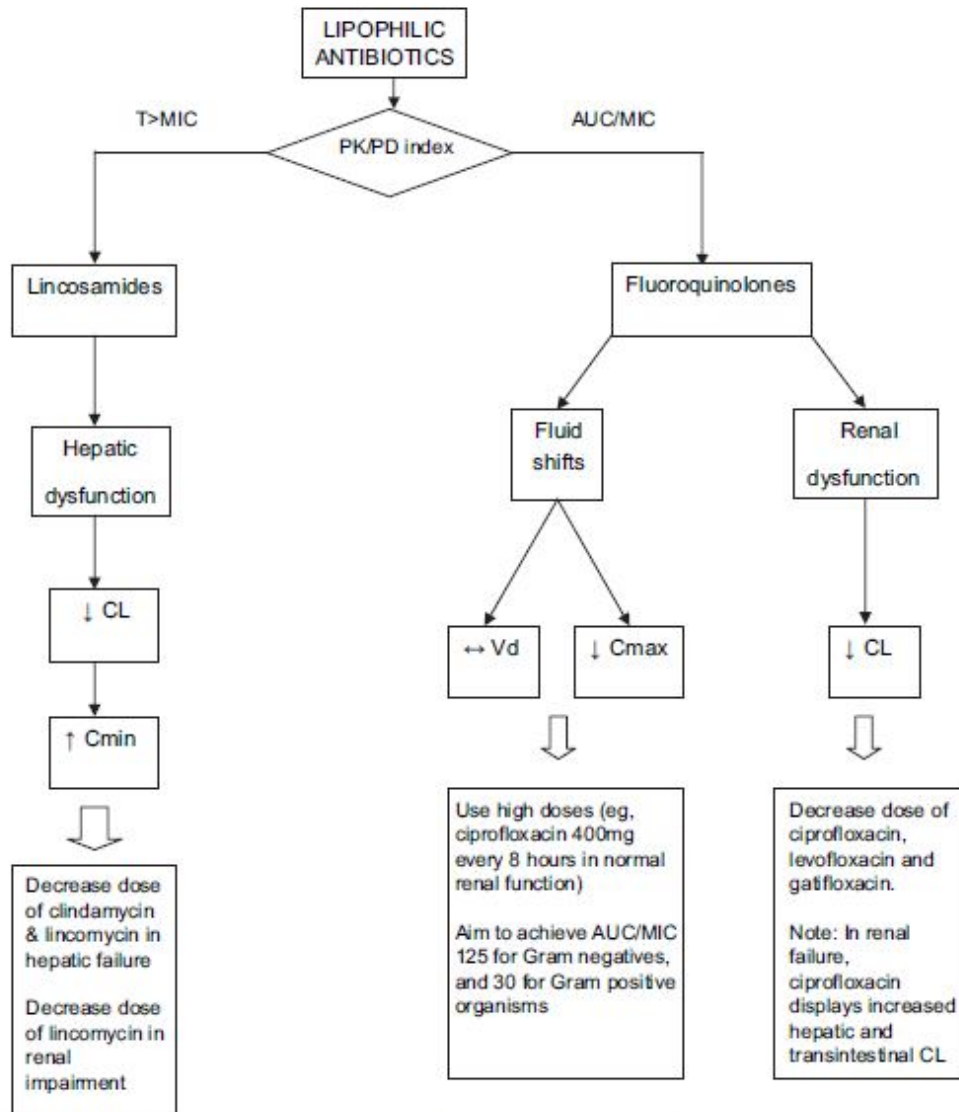 LIPOPHILIC
ANTIBIOTICS
T>MIC
AUC/MIC
PK/PD index
Lincosamides
Fluoroquinolones
Hepatic
dysfunction
Fluid
shifts
Renal
dysfunction
↓ CL
↔ Vd
↓ Cmax
↓ CL
↑ Cmin
Decrease dose
of clindamycin
& lincomycin in
hepatic failure
Decrease dose
of lincomycin in
renal
impairment
Use high doses (eg,
ciprofloxacin 400mg
every 8 hours in normal
renal function)
Aim to achieve AUC/MIC
125 for Gram negatives,
and 30 for Gram positive
organisms
Decrease dose of
ciprofloxacin,
levofloxacin and
gatifloxacin.
Note: In renal
failure,
ciprofloxacin
displays increased
hepatic and
transintestinal CL